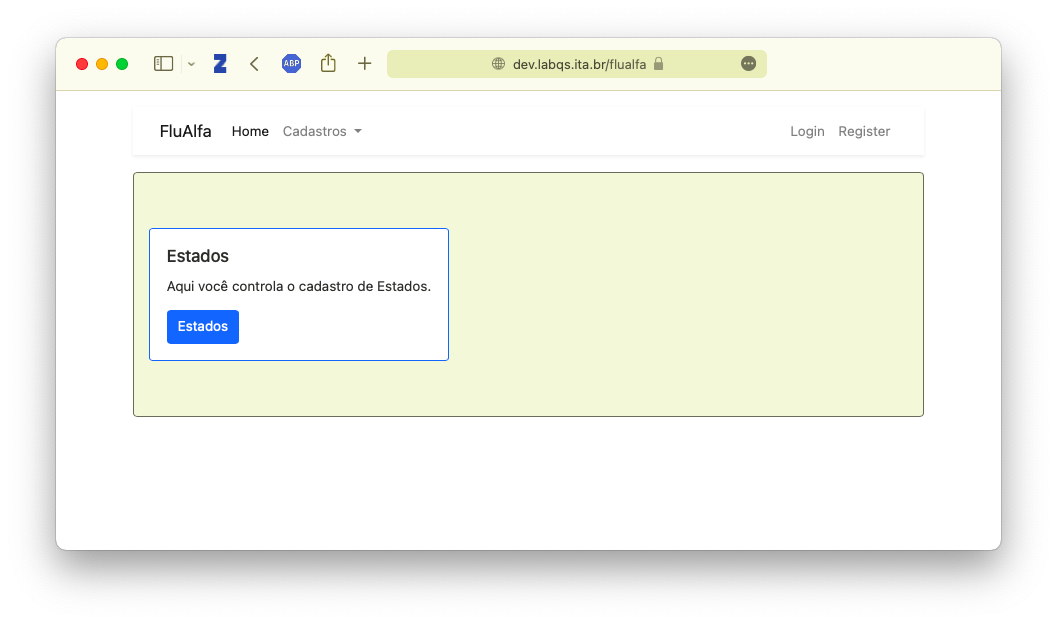 Z ABP dev.labqs.ita.br/flualfa
FluAlfa Home Cadastros Login Register
Estados
Aqui você controla o cadastro de Estados.
Estados